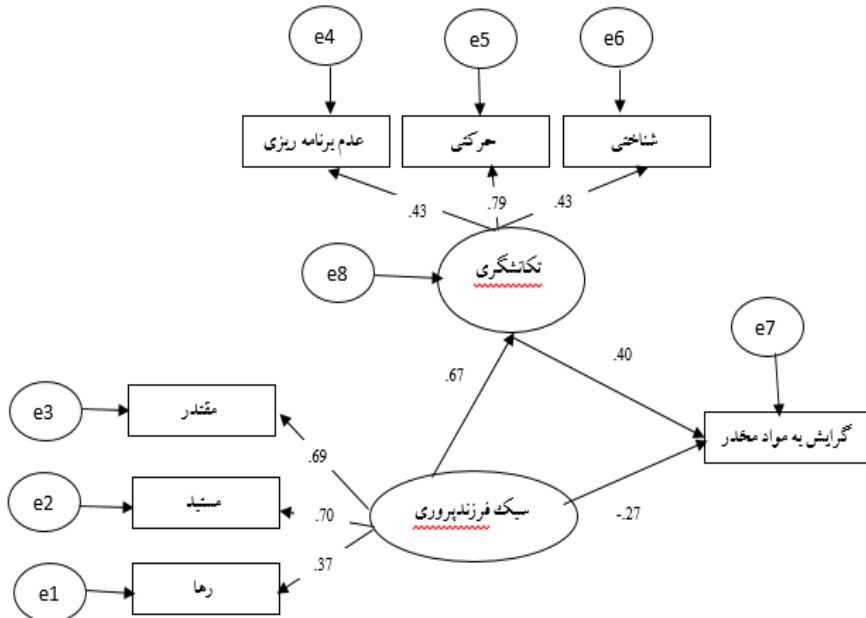 e4
e5
e6
عدم برنامه ریزی
حرکتی
شناختی
.43
.79
.43
تکانشگری
e8
e7
.67
.40
e3
مقتدر
گرایش به مواد مخدر
.69
e2
مستبد
سبک فرزندپروری
.70
-.27
.37
e1
رها